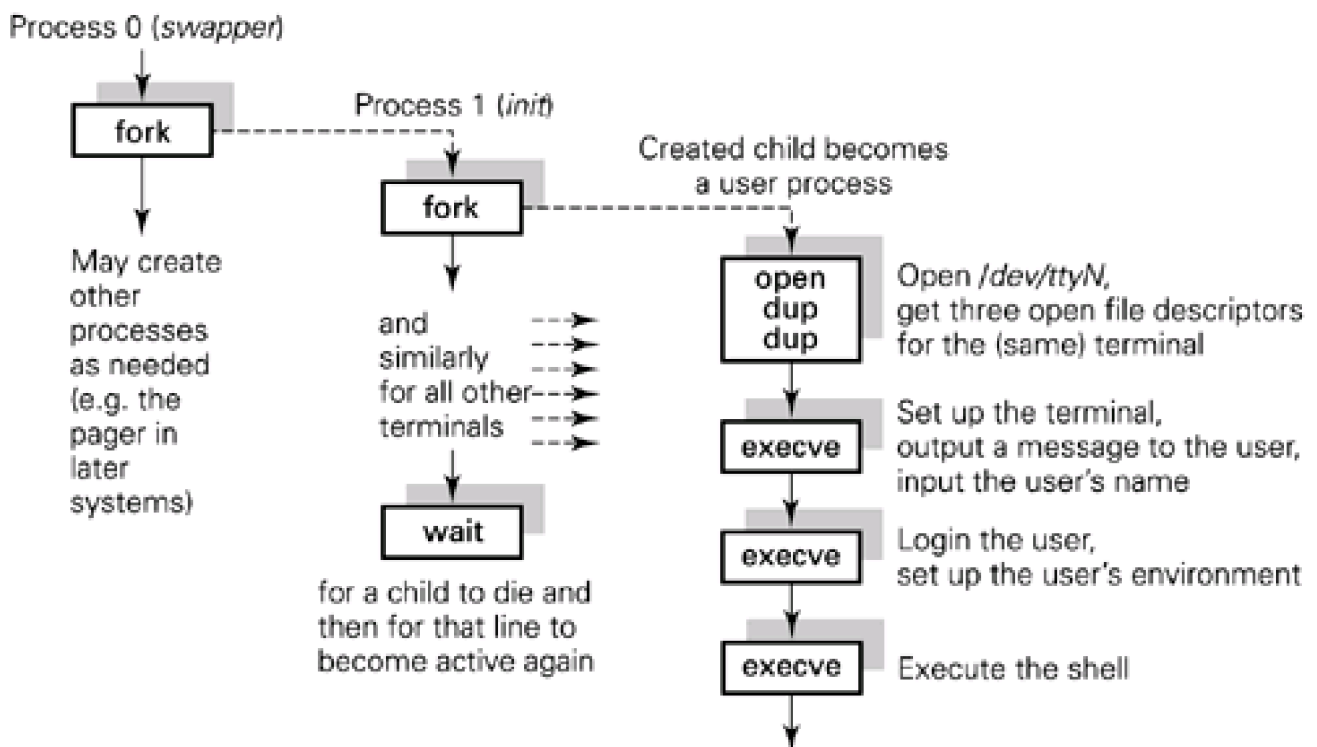 Process 0 (swapper)
fork
May create
other
processes
as needed
(e.g. the
pager in
later
systems)
Process 1 (init)
fork
and
similarly
for all other
terminals
wait
for a child to die and
then for that line to
become active again
Created child becomes
a user process
open
dup
dup
Open /dev/ttyN,
get three open file descriptors
for the (same) terminal
execve
Set up the terminal,
output a message to the user,
input the user's name
execve
Login the user,
set up the user's environment
execve
Execute the shell